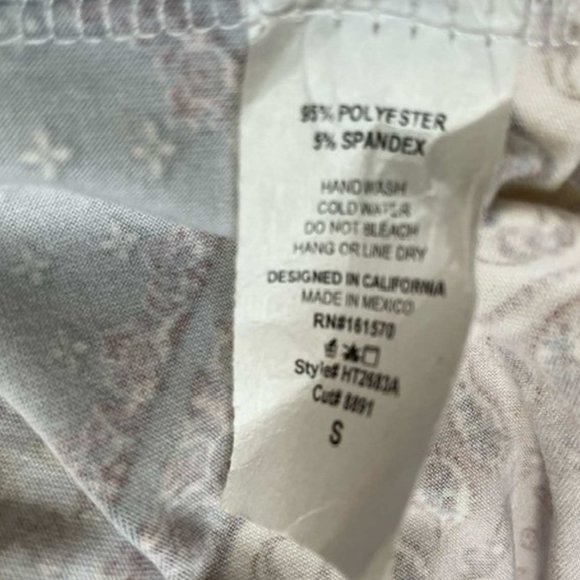 95% POLYESTER
5% SPANDEX
HAND WASH
COLD WATER
DO NOT BLEACH
HANG OR LINE DRY
DESIGNED IN CALIFORNIA
MADE IN MEXICO
RN#161570
Style# HT2683A
Cut# 8891
S